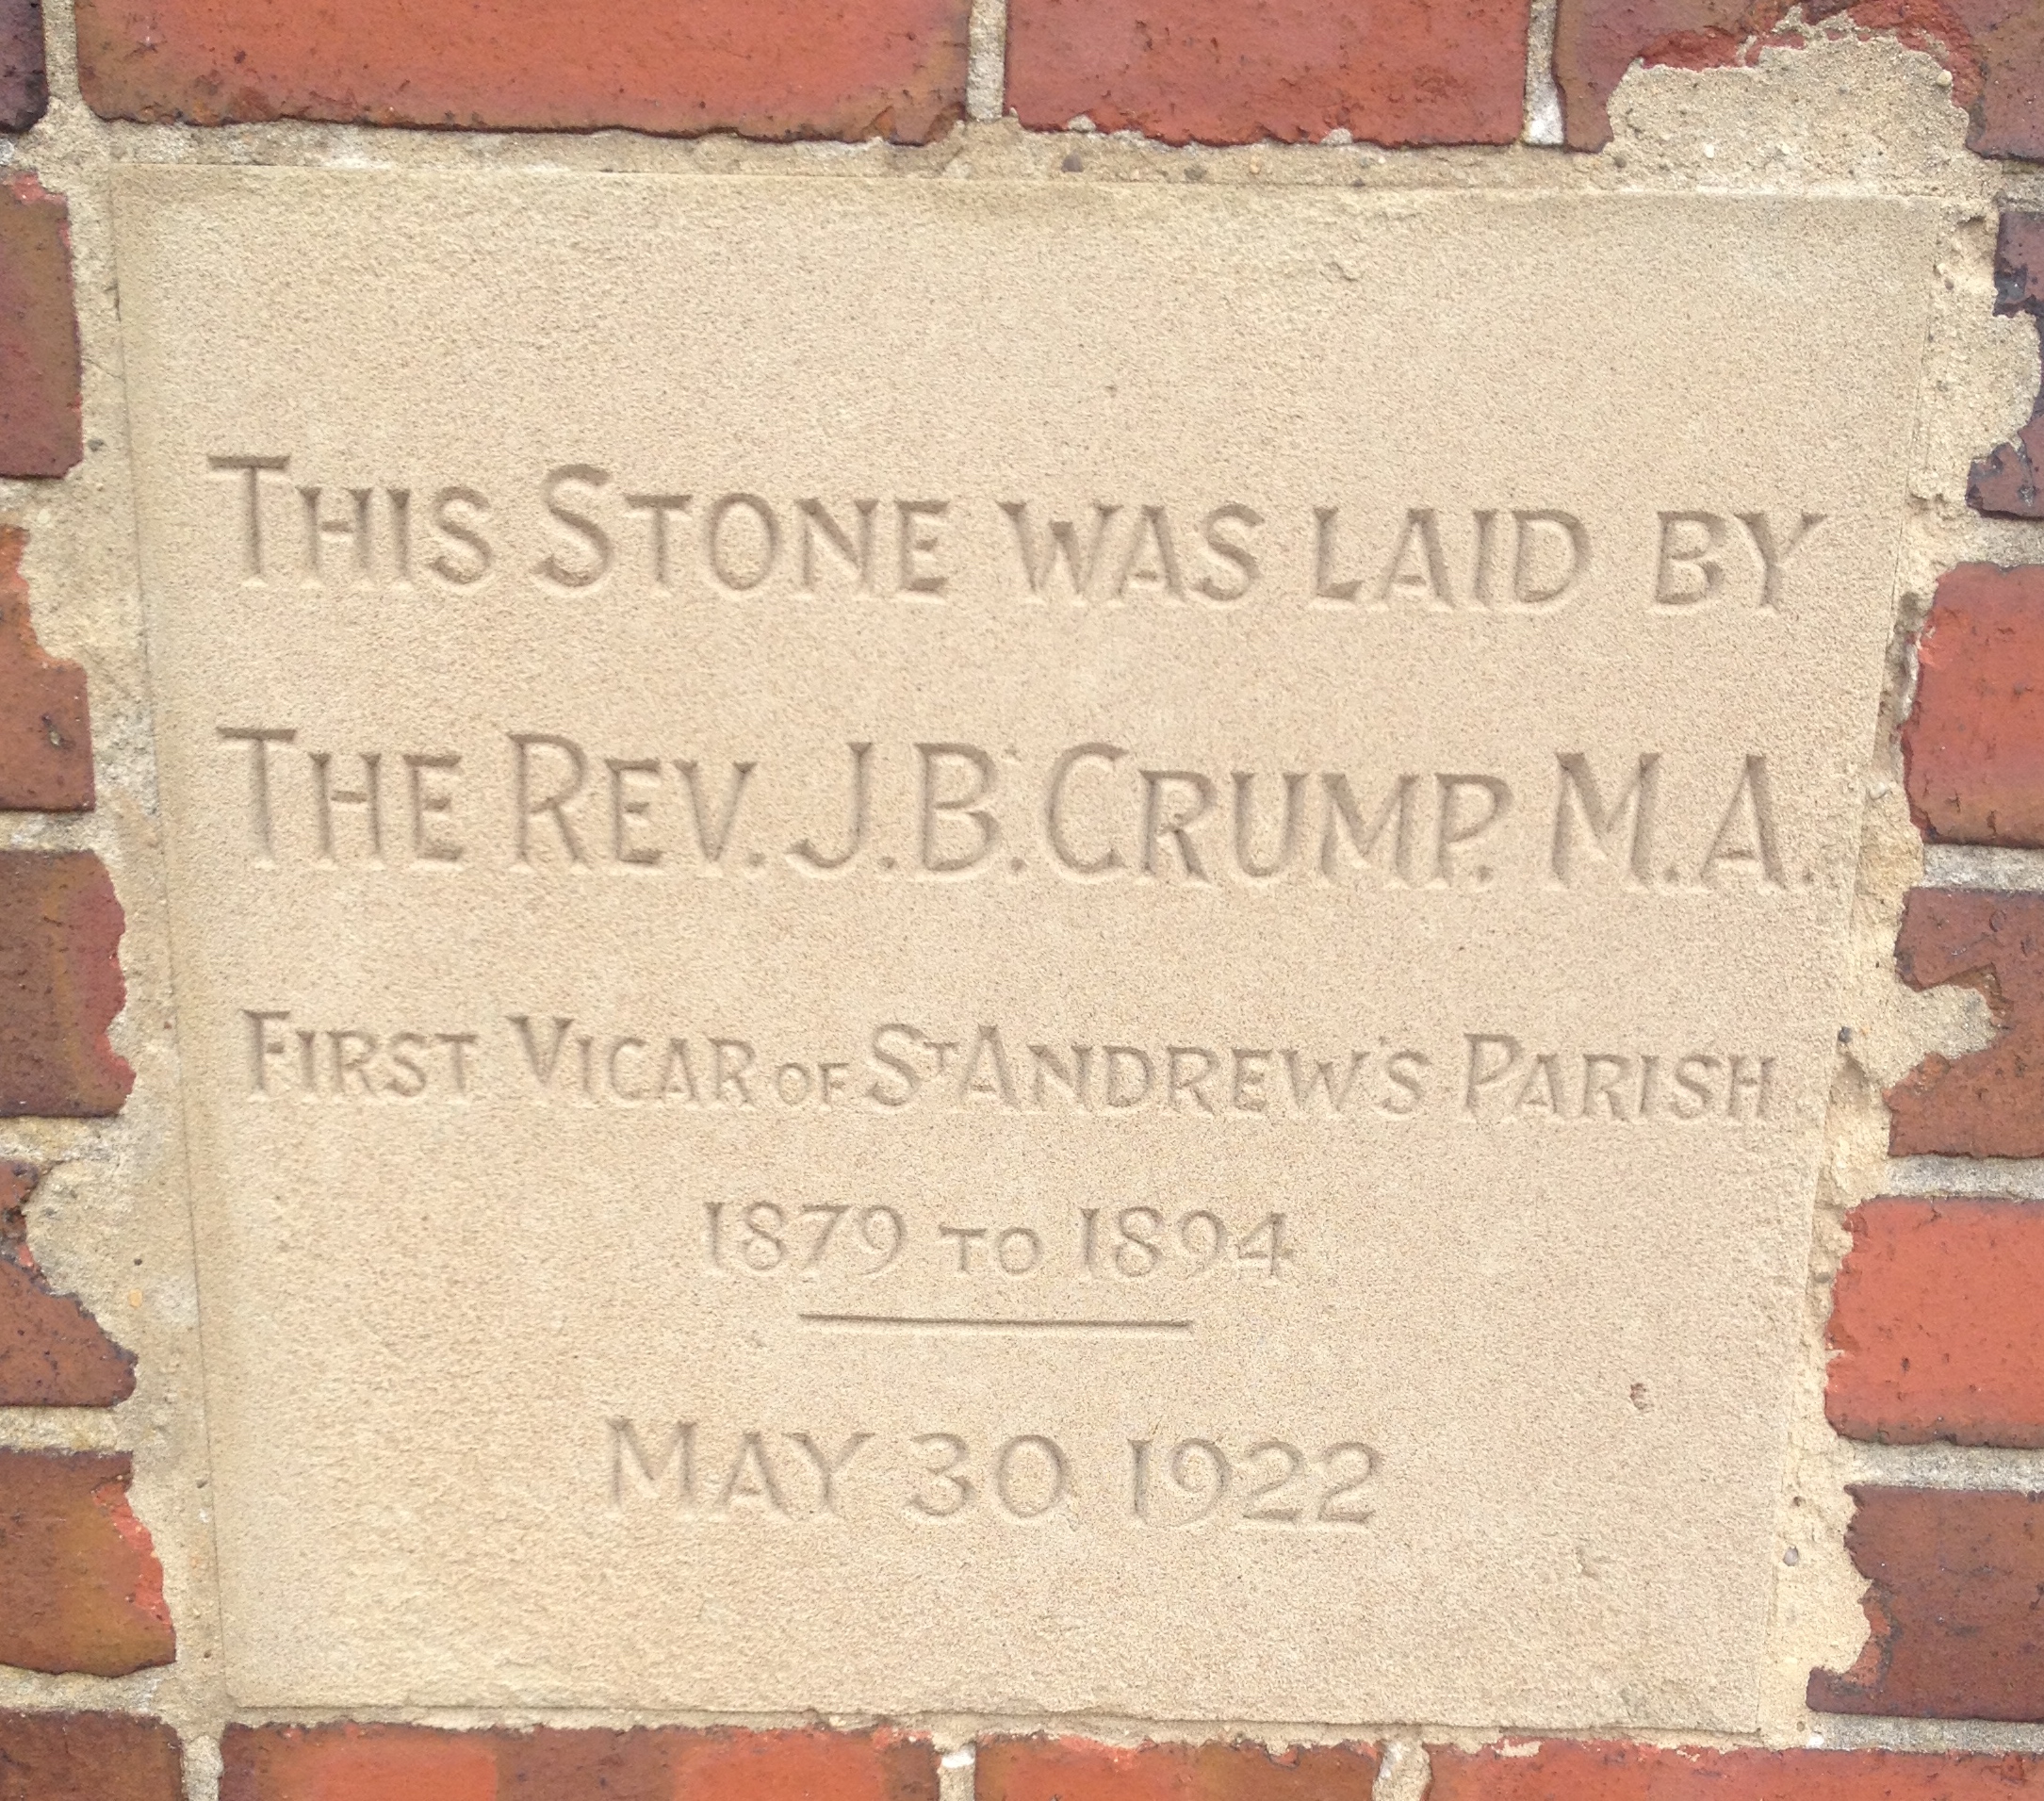 THIS STONE WAS LAID BY
THE REV. J.B. CRUMP. M.A.
FIRST VICAR OF ST ANDREW'S PARISH.
1879 TO 1894
MAY 30 1922